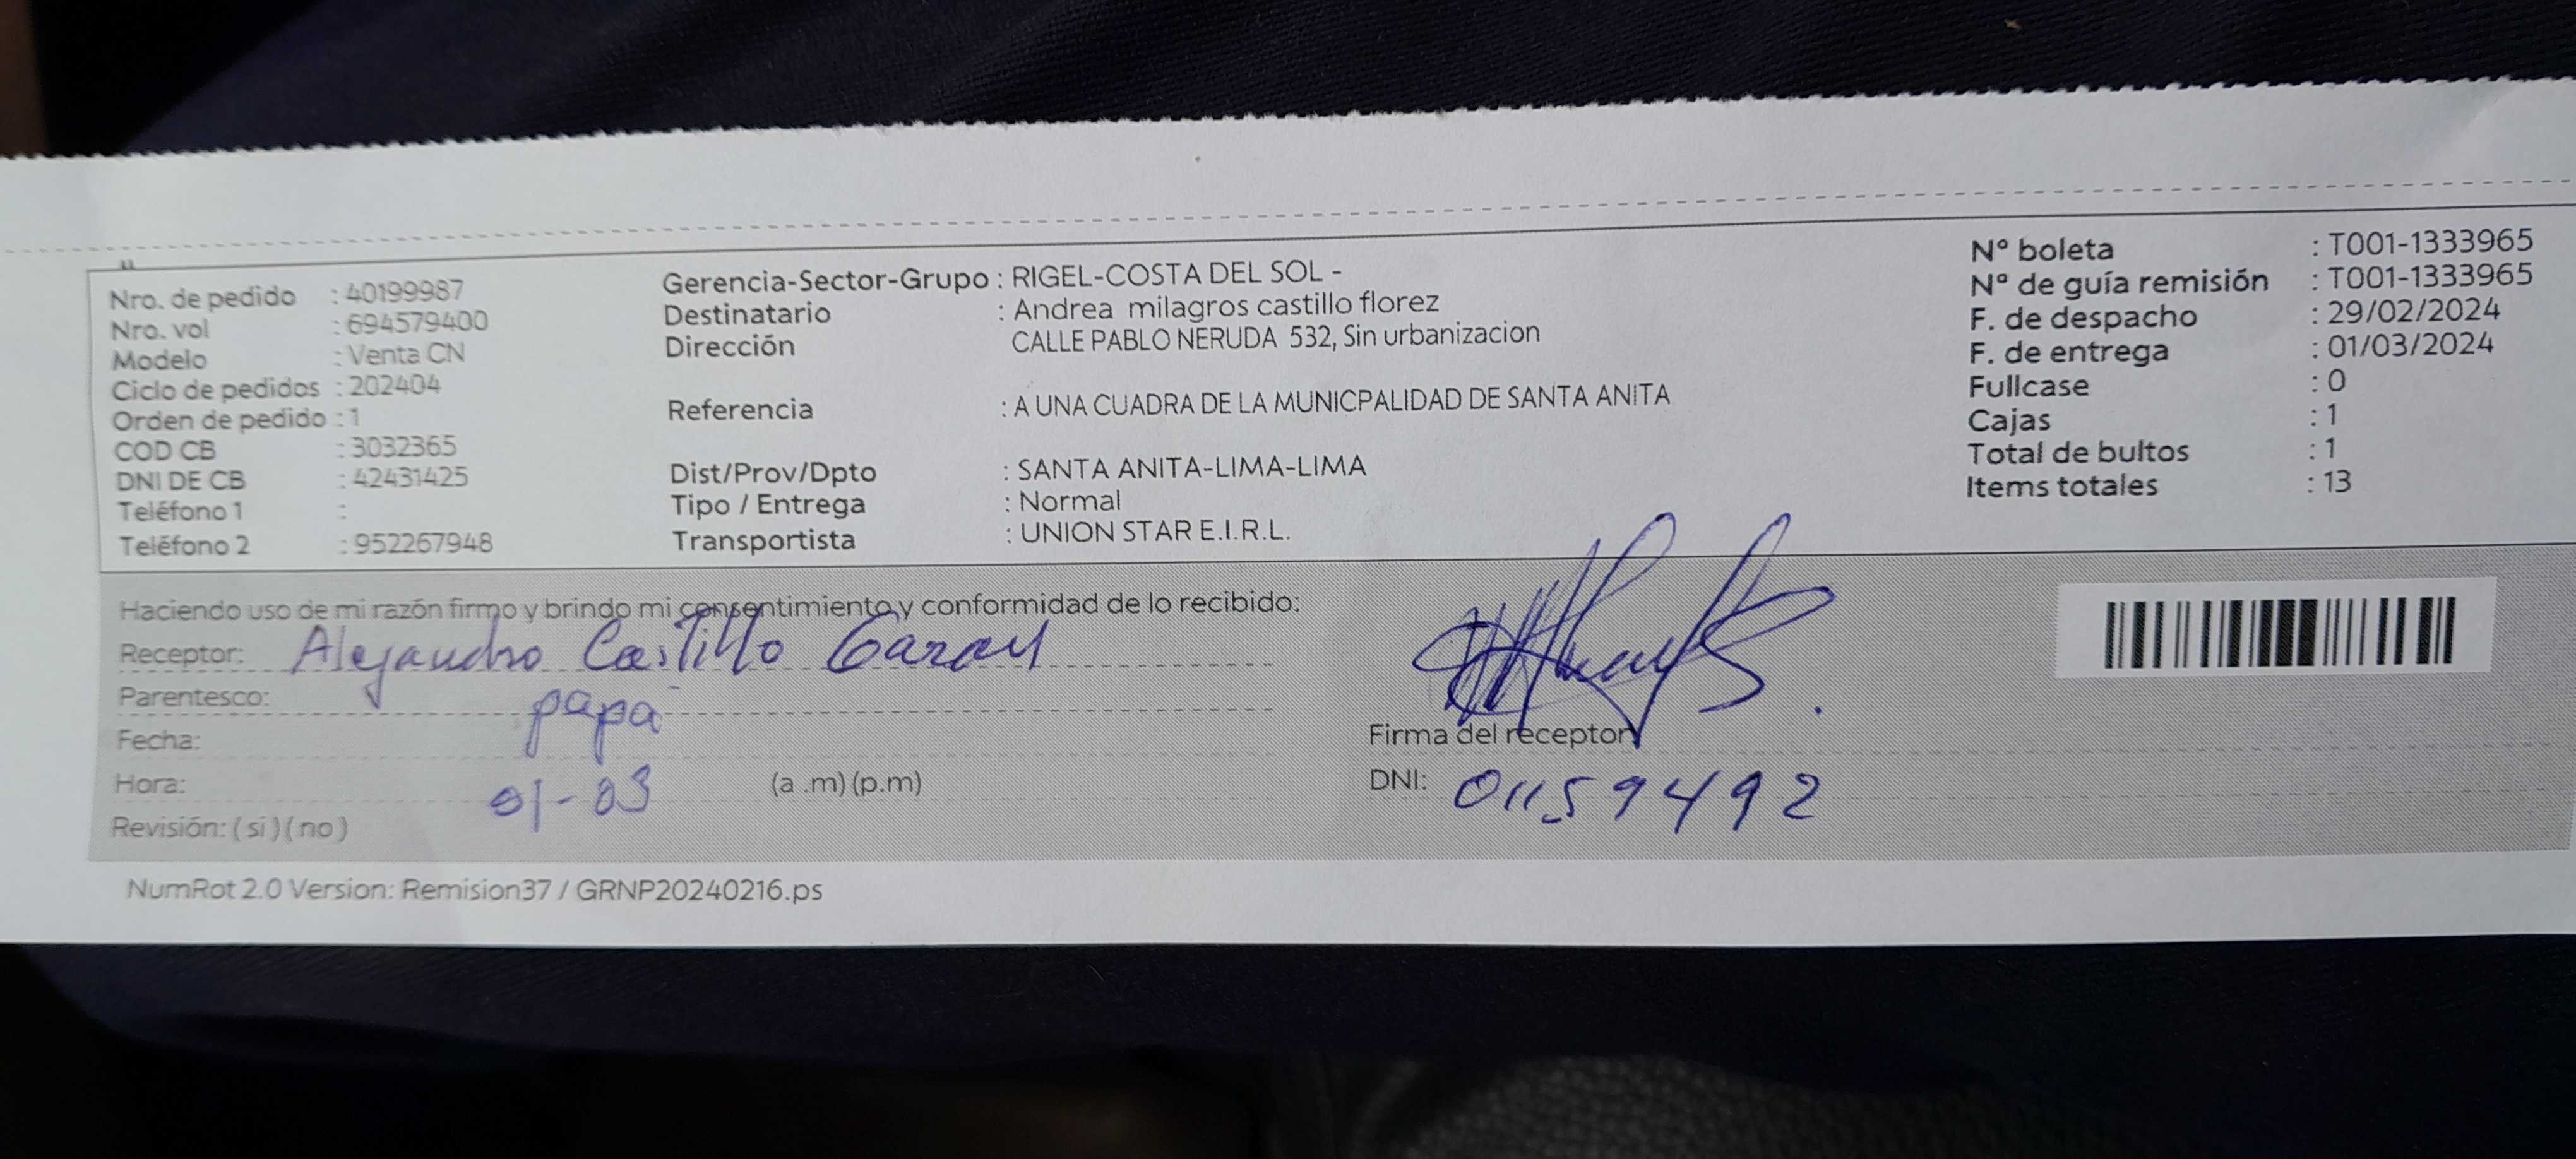 Nro. de pedido : 40199987
Nro. vol : 694579400
Modelo : Venta CN
Ciclo de pedidos : 202404
Orden de pedido : 1
COD CB : 3032365
DNI DE CB : 42431425
Teléfono 1 :
Teléfono 2 : 952267948
Gerencia-Sector-Grupo : RIGEL-COSTA DEL SOL -
Destinatario : Andrea milagros castillo florez
Dirección CALLE PABLO NERUDA 532, Sin urbanizacion
Referencia : A UNA CUADRA DE LA MUNICPALIDAD DE SANTA ANITA
Dist/Prov/Dpto : SANTA ANITA-LIMA-LIMA
Tipo / Entrega : Normal
Transportista : UNION STAR E.I.R.L.
N° boleta : T001-1333965
N° de guía remisión : T001-1333965
F. de despacho : 29/02/2024
F. de entrega : 01/03/2024
Fullcase : 0
Cajas : 1
Total de bultos : 1
Items totales : 13
Haciendo uso de mi razón firmo y brindo mi consentimiento y conformidad de lo recibido:
Receptor: Alejandro Castillo Garay
Parentesco: papa
Fecha:
Hora: 01-03 (a .m) (p.m)
Revisión: ( si ) ( no )
Firma del receptor
DNI: 01159492
NumRot 2.0 Version: Remision37 / GRNP20240216.ps